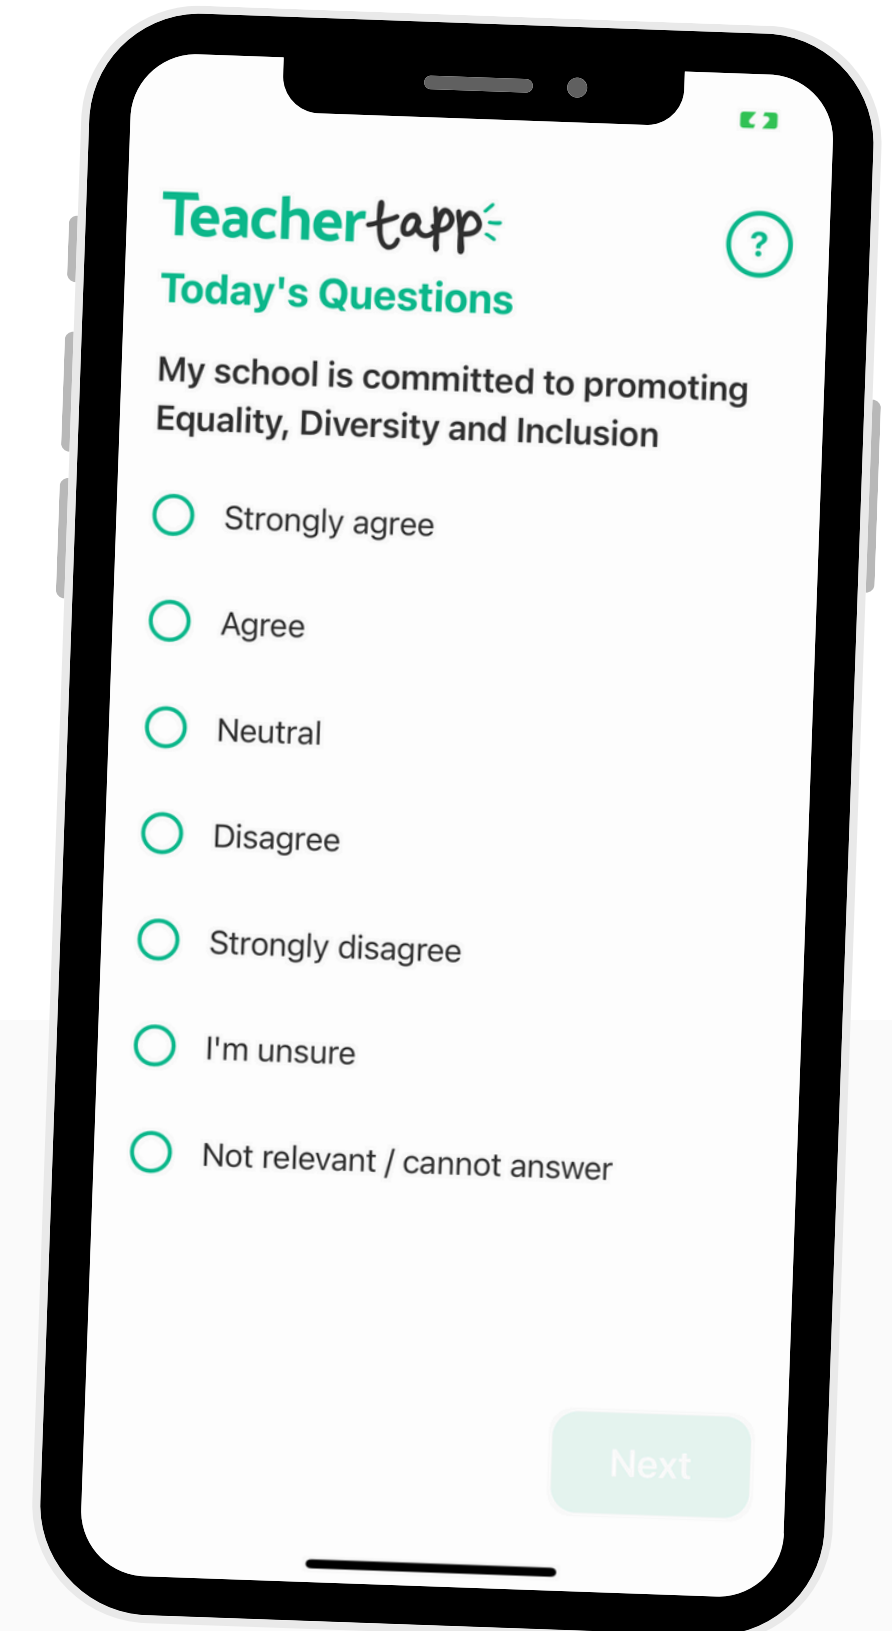 Teachertapp
?
Today's Questions
My school is committed to promoting
Equality, Diversity and Inclusion
Strongly agree
Agree
Neutral
Disagree
Strongly disagree
I'm unsure
Not relevant / cannot answer
Next